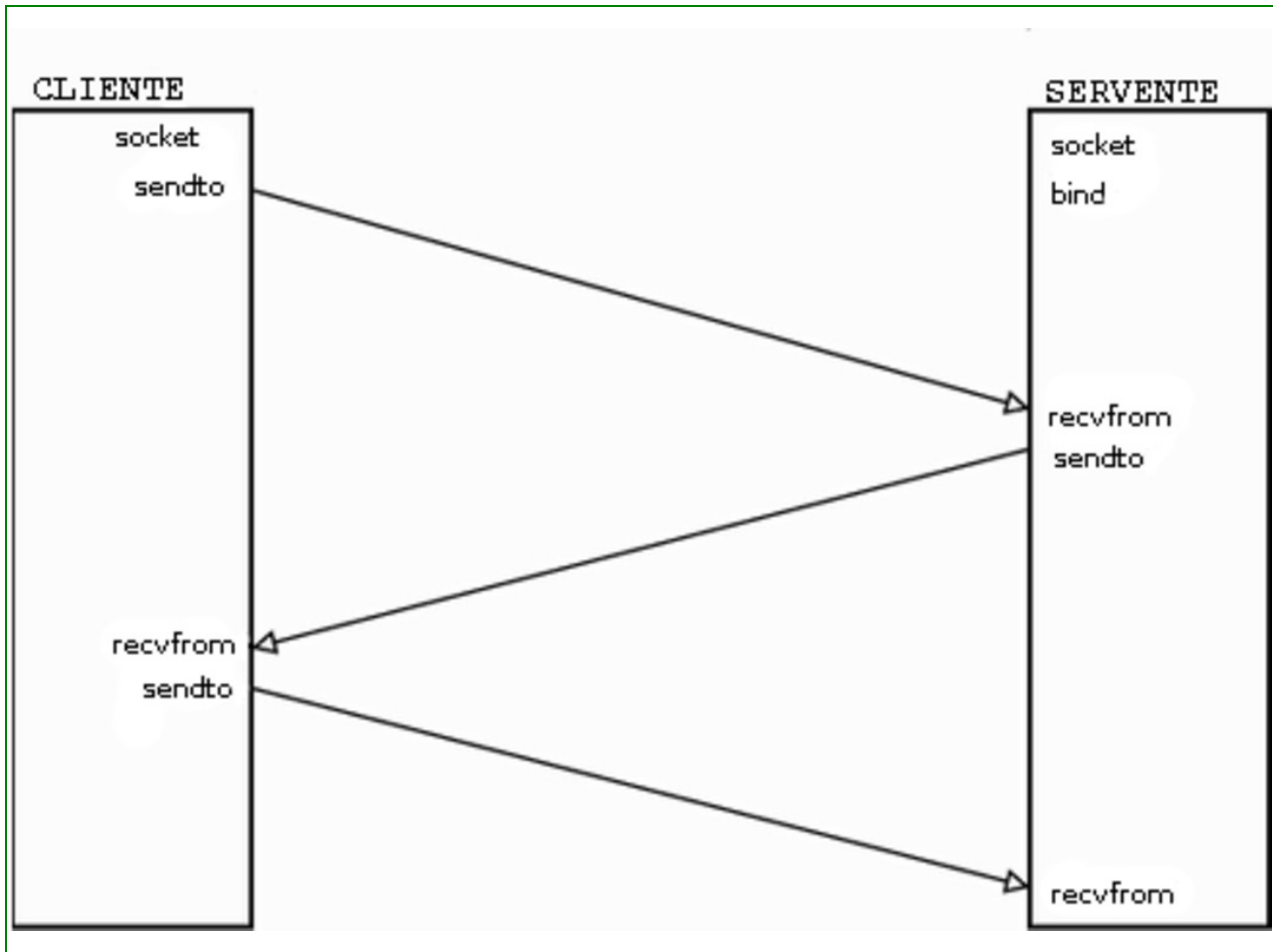 CLIENTE
socket
sendto
recvfrom
sendto
SERVENTE
socket
bind
recvfrom
sendto
recvfrom